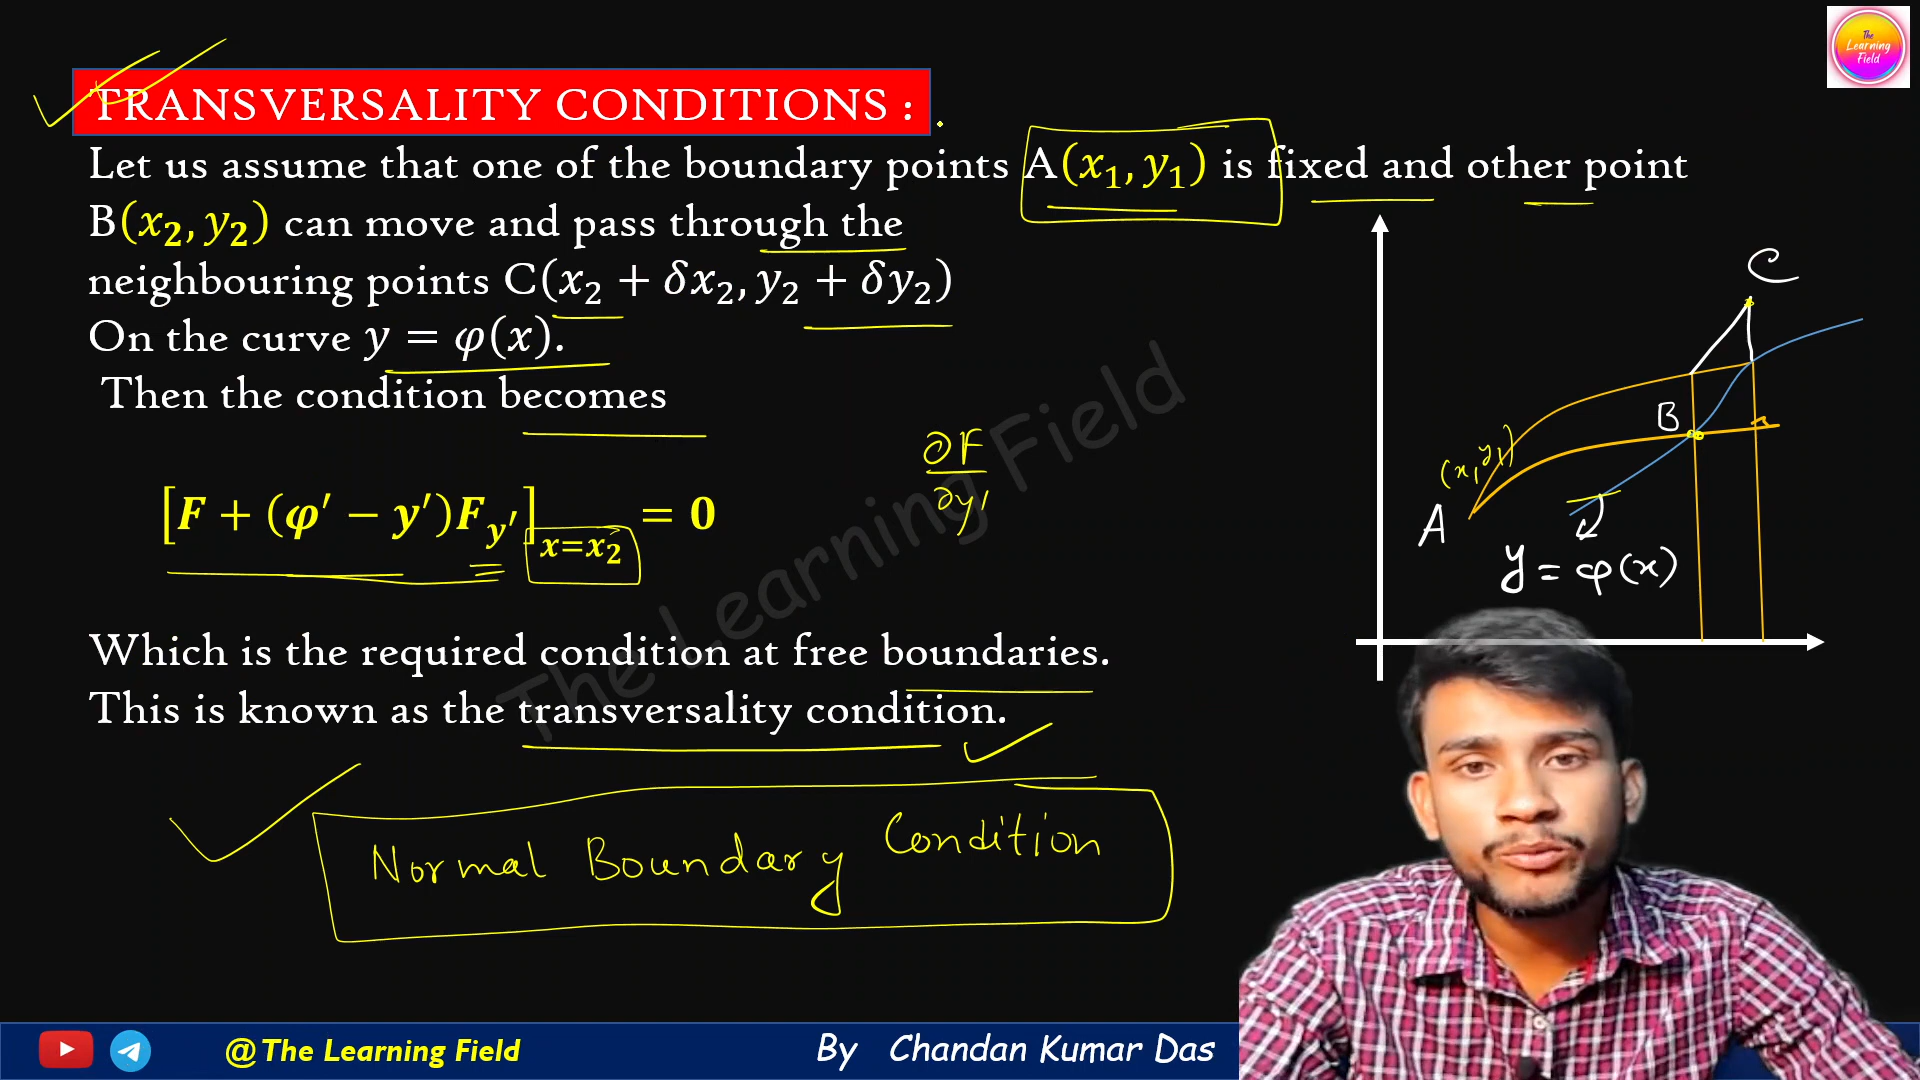 The
Learning
Field
TRANSVERSALITY CONDITIONS : .
Let us assume that one of the boundary points A(x₁, y₁) is fixed and other point
B(x₂, y₂) can move and pass through the
neighbouring points C(x₂ + δx₂, y₂ + δy₂)
On the curve y = φ(x).
Then the condition becomes
[F + (φ′ − y′)F_y′]_x=x₂ = 0
∂F
∂y′
Which is the required condition at free boundaries.
This is known as the transversality condition.
Normal Boundary Condition
C
B
(x₁ y₁)
A
y = φ(x)
The Learning Field
@The Learning Field
By Chandan Kumar Das